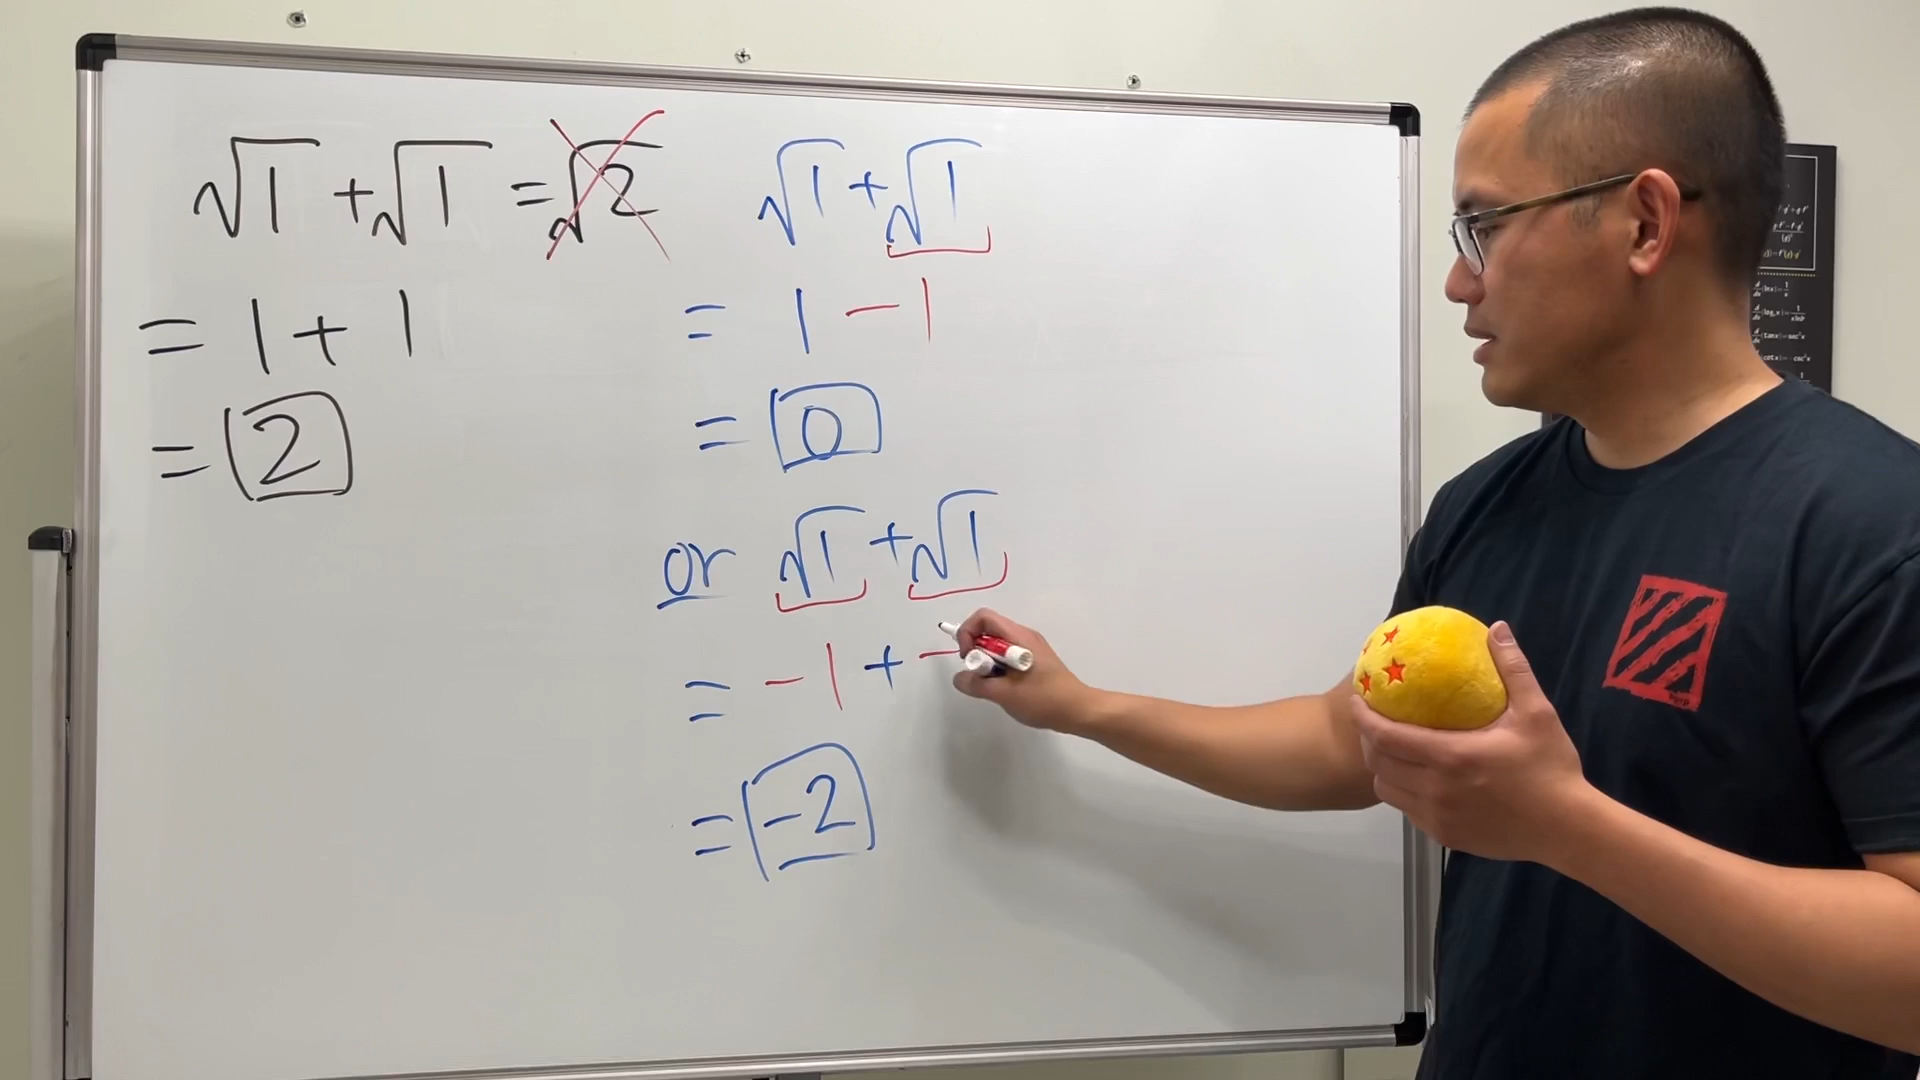 √1 + √1 = √2
= 1 + 1
= 2
√1 + √1
= 1 - 1
= 0
or √1 + √1
= -1 + -
= -2